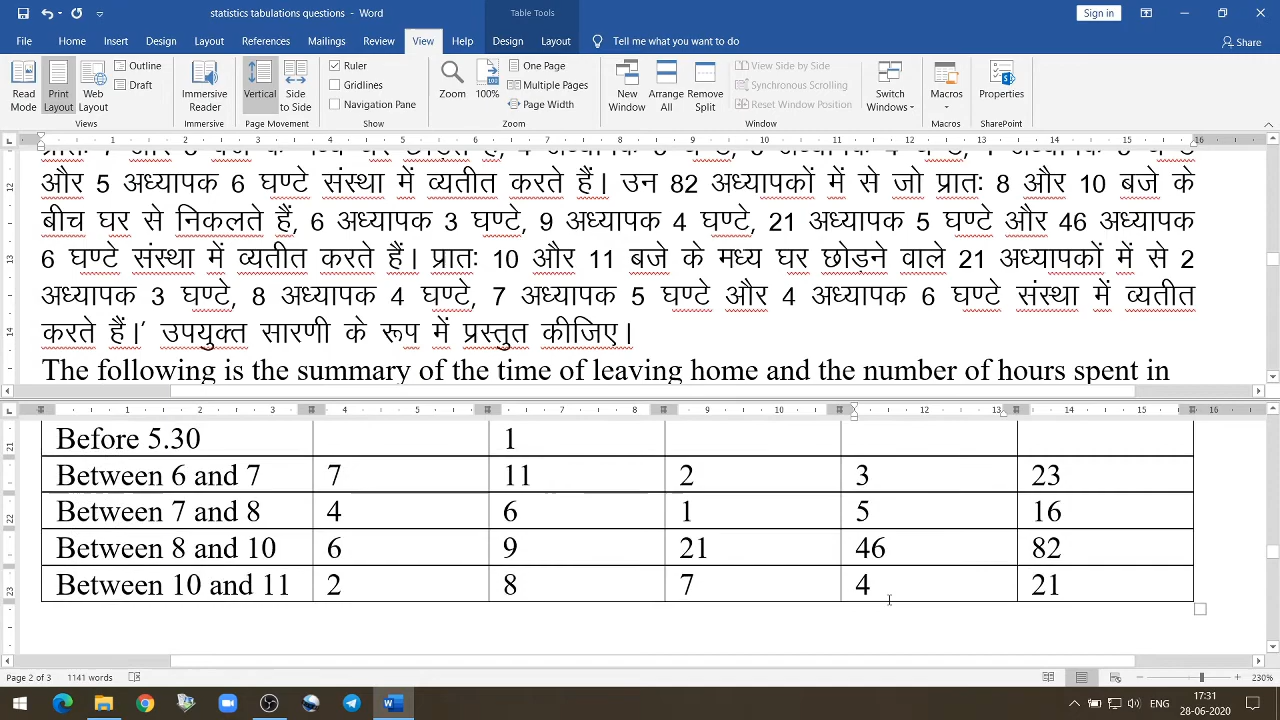 statistics tabulations questions - Word
Table Tools
Sign in
File Home Insert Design Layout References Mailings Review View Help Design Layout Tell me what you want to do Share
Read Mode
Print Layout
Web Layout
Outline
Draft
Views
Immersive Reader
Immersive
Vertical
Side to Side
Page Movement
Ruler
Gridlines
Navigation Pane
Show
Zoom
100%
One Page
Multiple Pages
Page Width
Zoom
New Window
Arrange All
Remove Split
View Side by Side
Synchronous Scrolling
Reset Window Position
Window
Switch Windows
Macros
Macros
Properties
SharePoint
और 5 अध्यापक 6 घण्टे संस्था में व्यतीत करते हैं। उन 82 अध्यापकों में से जो प्रातः 8 और 10 बजे के
बीच घर से निकलते हैं, 6 अध्यापक 3 घण्टे, 9 अध्यापक 4 घण्टे, 21 अध्यापक 5 घण्टे और 46 अध्यापक
6 घण्टे संस्था में व्यतीत करते हैं। प्रातः 10 और 11 बजे के मध्य घर छोड़ने वाले 21 अध्यापकों में से 2
अध्यापक 3 घण्टे, 8 अध्यापक 4 घण्टे, 7 अध्यापक 5 घण्टे और 4 अध्यापक 6 घण्टे संस्था में व्यतीत
करते हैं।’ उपयुक्त सारणी के रूप में प्रस्तुत कीजिए।
The following is the summary of the time of leaving home and the number of hours spent in
Before 5.30 1
Between 6 and 7 7 11 2 3 23
Between 7 and 8 4 6 1 5 16
Between 8 and 10 6 9 21 46 82
Between 10 and 11 2 8 7 4 21
Page 2 of 3 1141 words 230%
ENG
17:31
28-06-2020